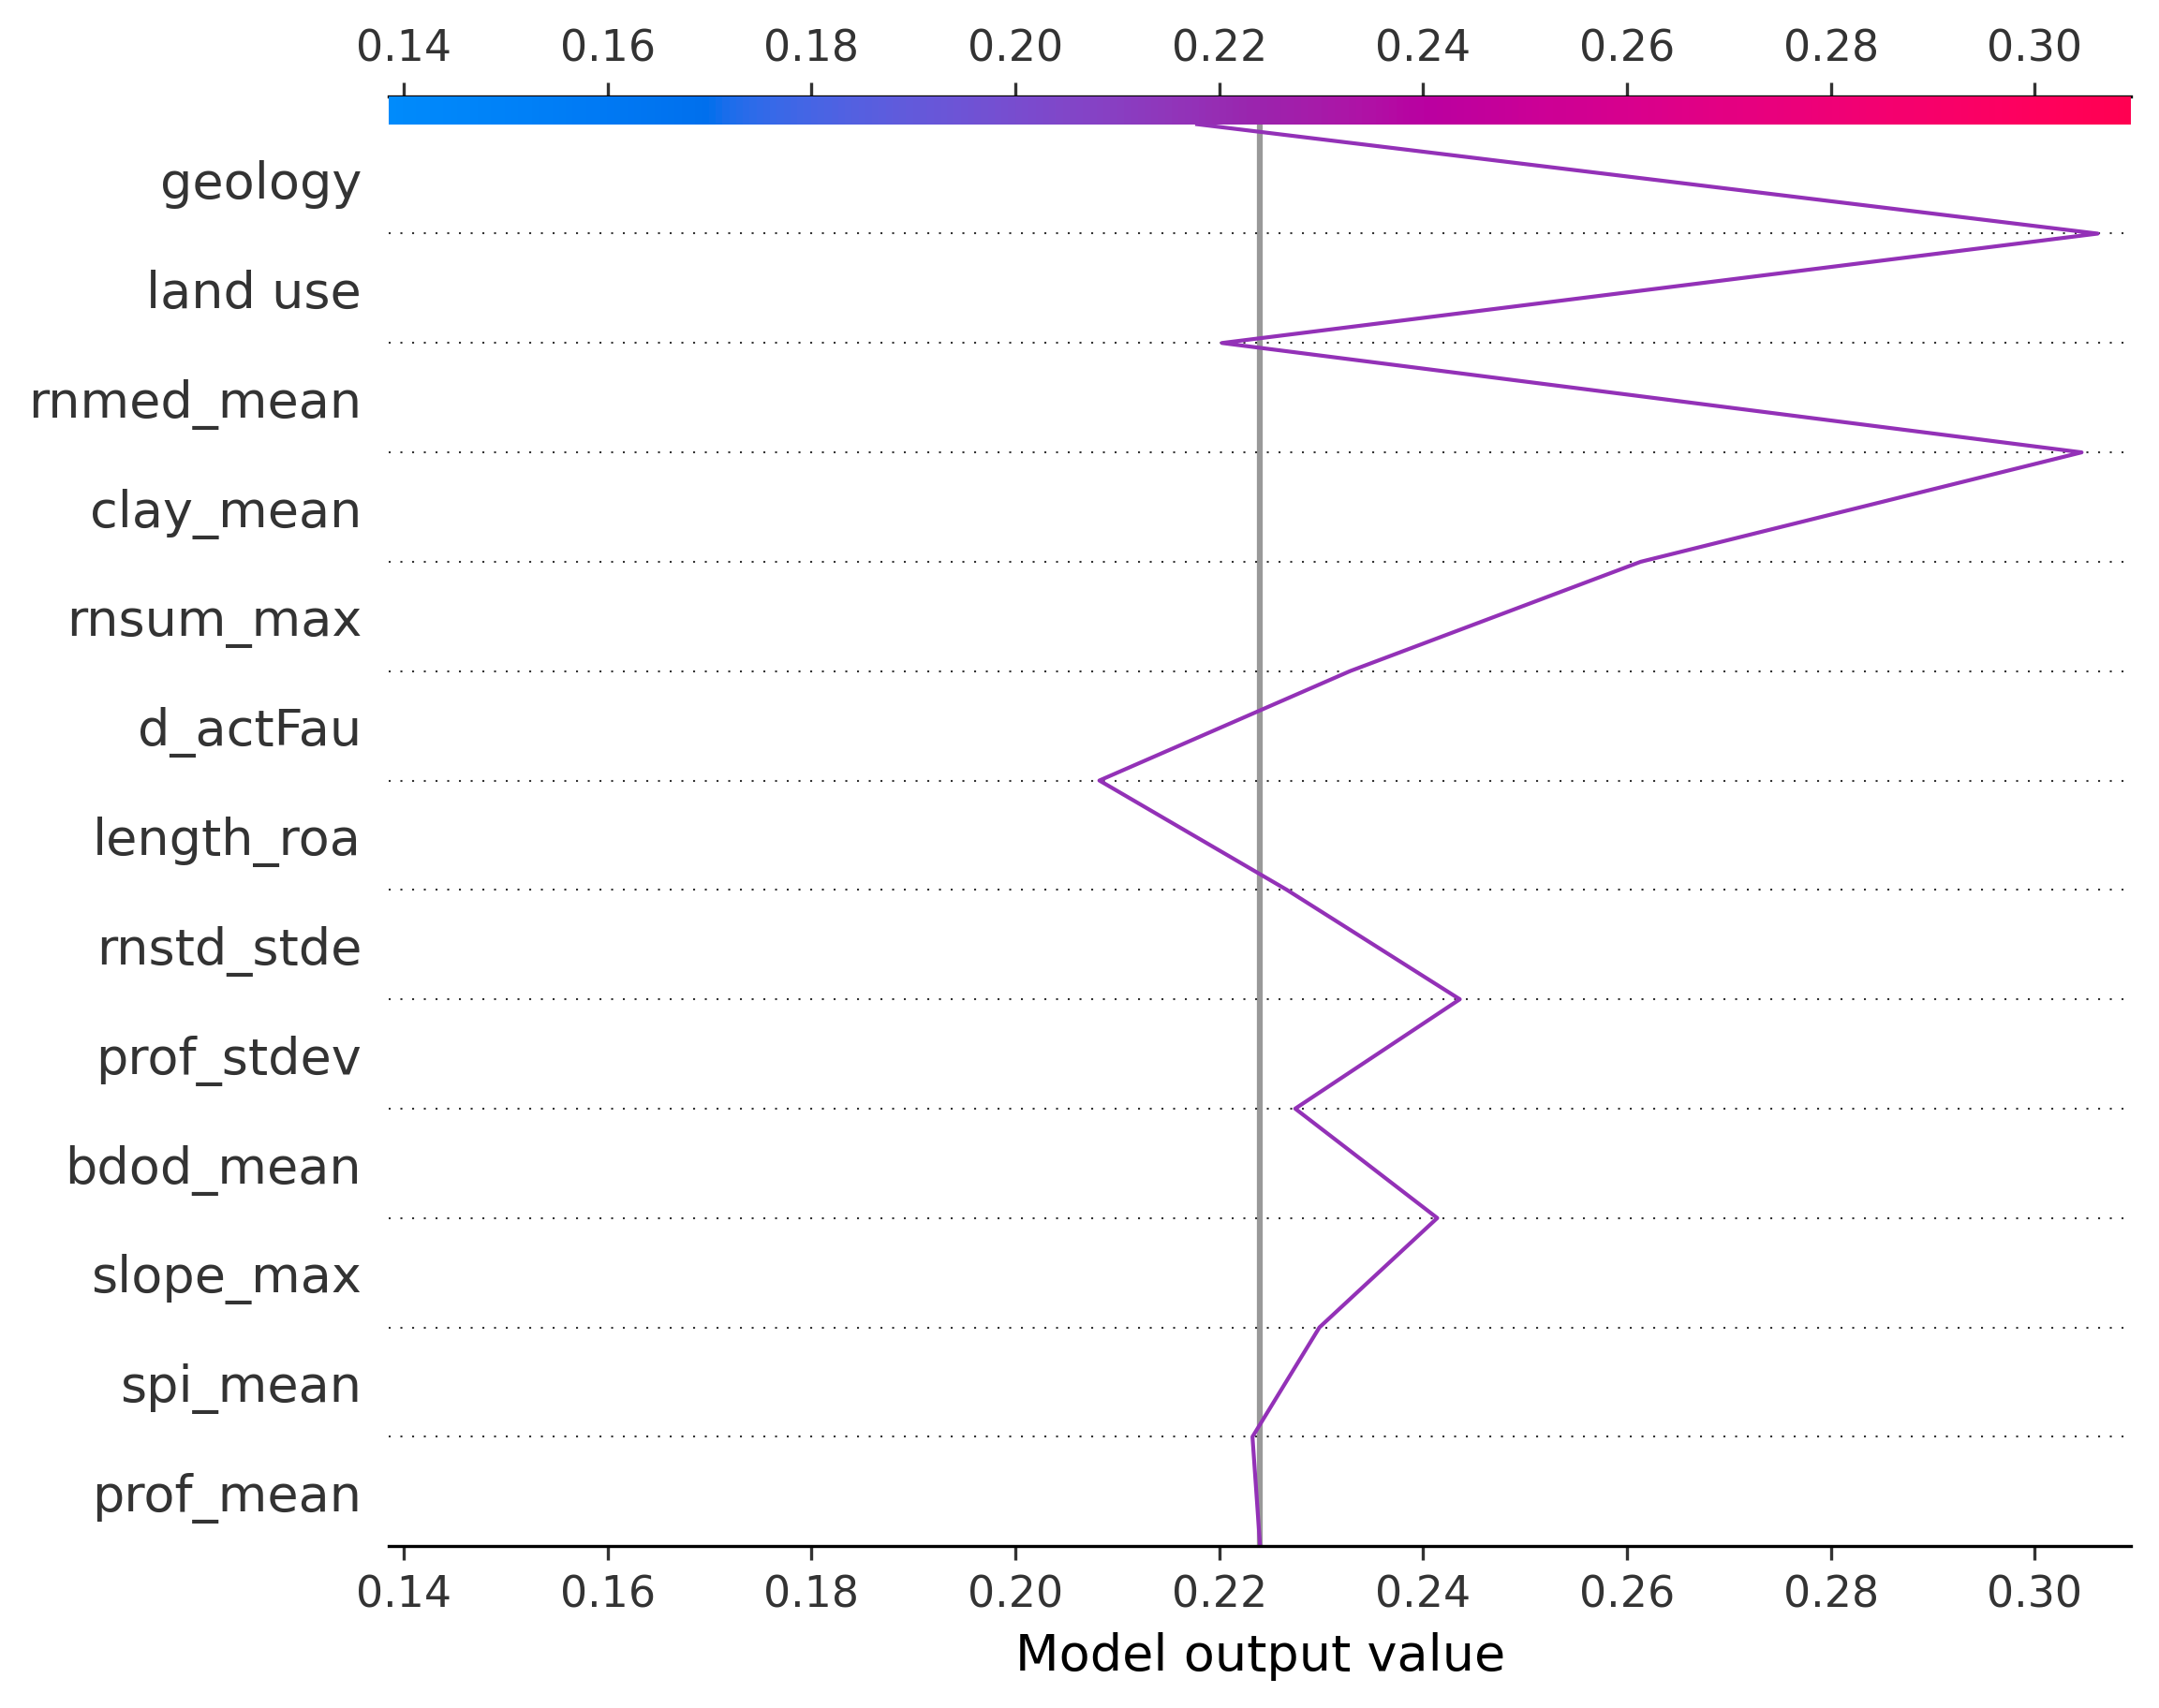 0.14 0.16 0.18 0.20 0.22 0.24 0.26 0.28 0.30
geology
land use
rnmed_mean
clay_mean
rnsum_max
d_actFau
length_roa
rnstd_stde
prof_stdev
bdod_mean
slope_max
spi_mean
prof_mean
0.14 0.16 0.18 0.20 0.22 0.24 0.26 0.28 0.30
Model output value